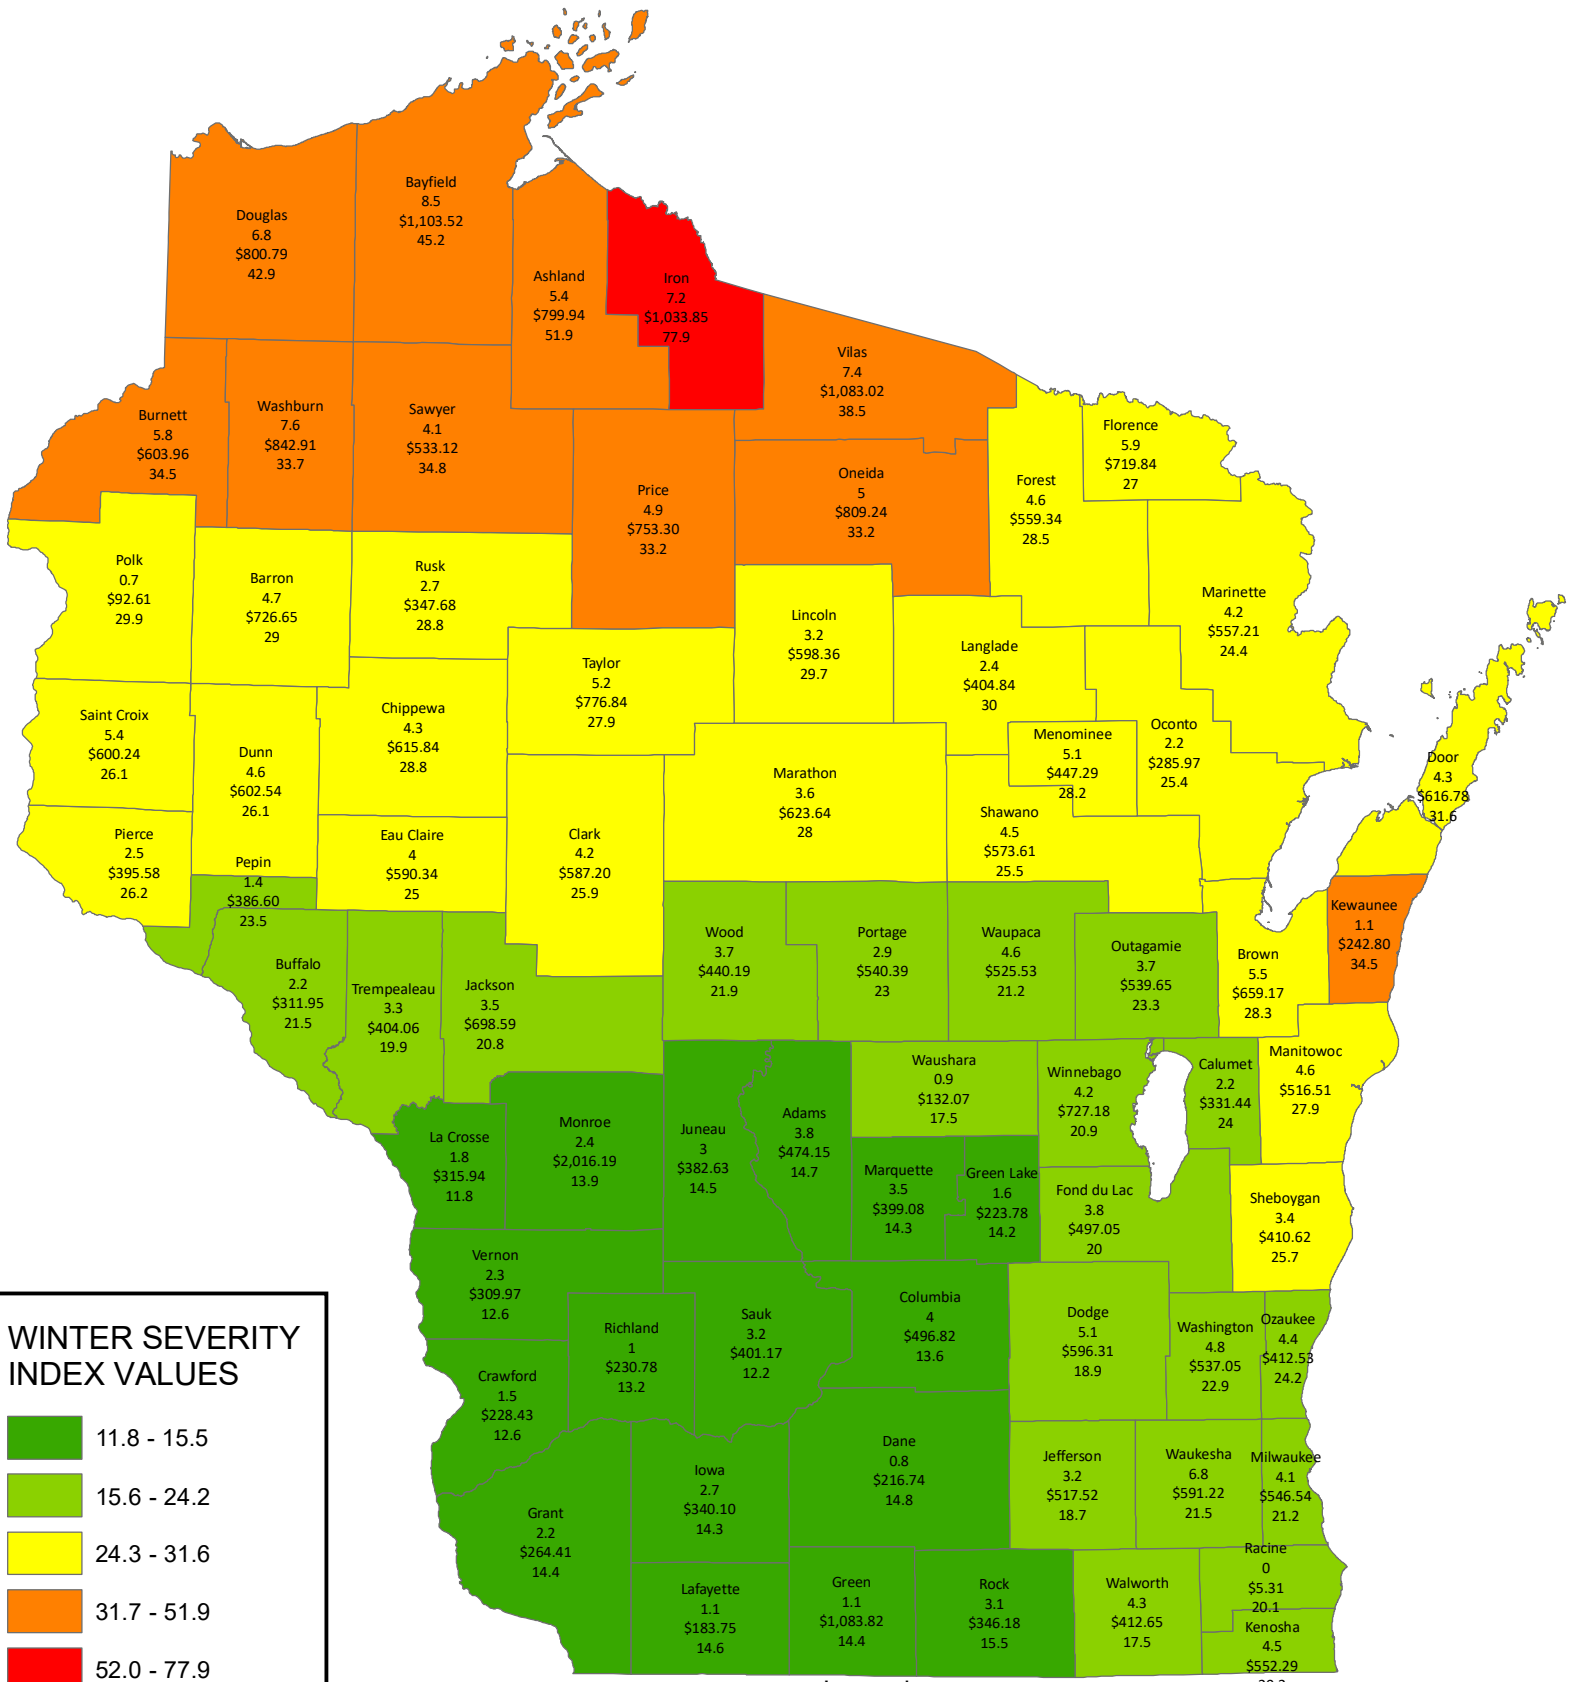 Bayfield
8.5
$1,103.52
45.2
Douglas
6.8
$800.79
42.9
Ashland
5.4
$799.94
51.9
Iron
7.2
$1,033.85
77.9
Vilas
7.4
$1,083.02
38.5
Burnett
5.8
$603.96
34.5
Washburn
7.6
$842.91
33.7
Sawyer
4.1
$533.12
34.8
Price
4.9
$753.30
33.2
Oneida
5
$809.24
33.2
Forest
4.6
$559.34
28.5
Florence
5.9
$719.84
27
Polk
0.7
$92.61
29.9
Barron
4.7
$726.65
29
Rusk
2.7
$347.68
28.8
Lincoln
3.2
$598.36
29.7
Langlade
2.4
$404.84
30
Marinette
4.2
$557.21
24.4
Taylor
5.2
$776.84
27.9
Saint Croix
5.4
$600.24
26.1
Dunn
4.6
$602.54
26.1
Chippewa
4.3
$615.84
28.8
Marathon
3.6
$623.64
28
Menominee
5.1
$447.29
28.2
Oconto
2.2
$285.97
25.4
Door
4.3
$616.78
31.6
Pierce
2.5
$395.58
26.2
Pepin
1.4
$386.60
23.5
Eau Claire
4
$590.34
25
Clark
4.2
$587.20
25.9
Shawano
4.5
$573.61
25.5
Kewaunee
1.1
$242.80
34.5
Buffalo
2.2
$311.95
21.5
Trempealeau
3.3
$404.06
19.9
Jackson
3.5
$698.59
20.8
Wood
3.7
$440.19
21.9
Portage
2.9
$540.39
23
Waupaca
4.6
$525.53
21.2
Outagamie
3.7
$539.65
23.3
Brown
5.5
$659.17
28.3
Waushara
0.9
$132.07
17.5
Winnebago
4.2
$727.18
20.9
Calumet
2.2
$331.44
24
Manitowoc
4.6
$516.51
27.9
La Crosse
1.8
$315.94
11.8
Monroe
2.4
$2,016.19
13.9
Juneau
3
$382.63
14.5
Adams
3.8
$474.15
14.7
Marquette
3.5
$399.08
14.3
Green Lake
1.6
$223.78
14.2
Fond du Lac
3.8
$497.05
20
Sheboygan
3.4
$410.62
25.7
Vernon
2.3
$309.97
12.6
Richland
1
$230.78
13.2
Sauk
3.2
$401.17
12.2
Columbia
4
$496.82
13.6
Dodge
5.1
$596.31
18.9
Washington
4.8
$537.05
22.9
Ozaukee
4.4
$412.53
24.2
Crawford
1.5
$228.43
12.6
Grant
2.2
$264.41
14.4
Iowa
2.7
$340.10
14.3
Dane
0.8
$216.74
14.8
Jefferson
3.2
$517.52
18.7
Waukesha
6.8
$591.22
21.5
Milwaukee
4.1
$546.54
21.2
Lafayette
1.1
$183.75
14.6
Green
1.1
$1,083.82
14.4
Rock
3.1
$346.18
15.5
Walworth
4.3
$412.65
17.5
Racine
0
$5.31
20.1
Kenosha
4.5
$552.29
WINTER SEVERITY
INDEX VALUES
11.8 - 15.5
15.6 - 24.2
24.3 - 31.6
31.7 - 51.9
52.0 - 77.9